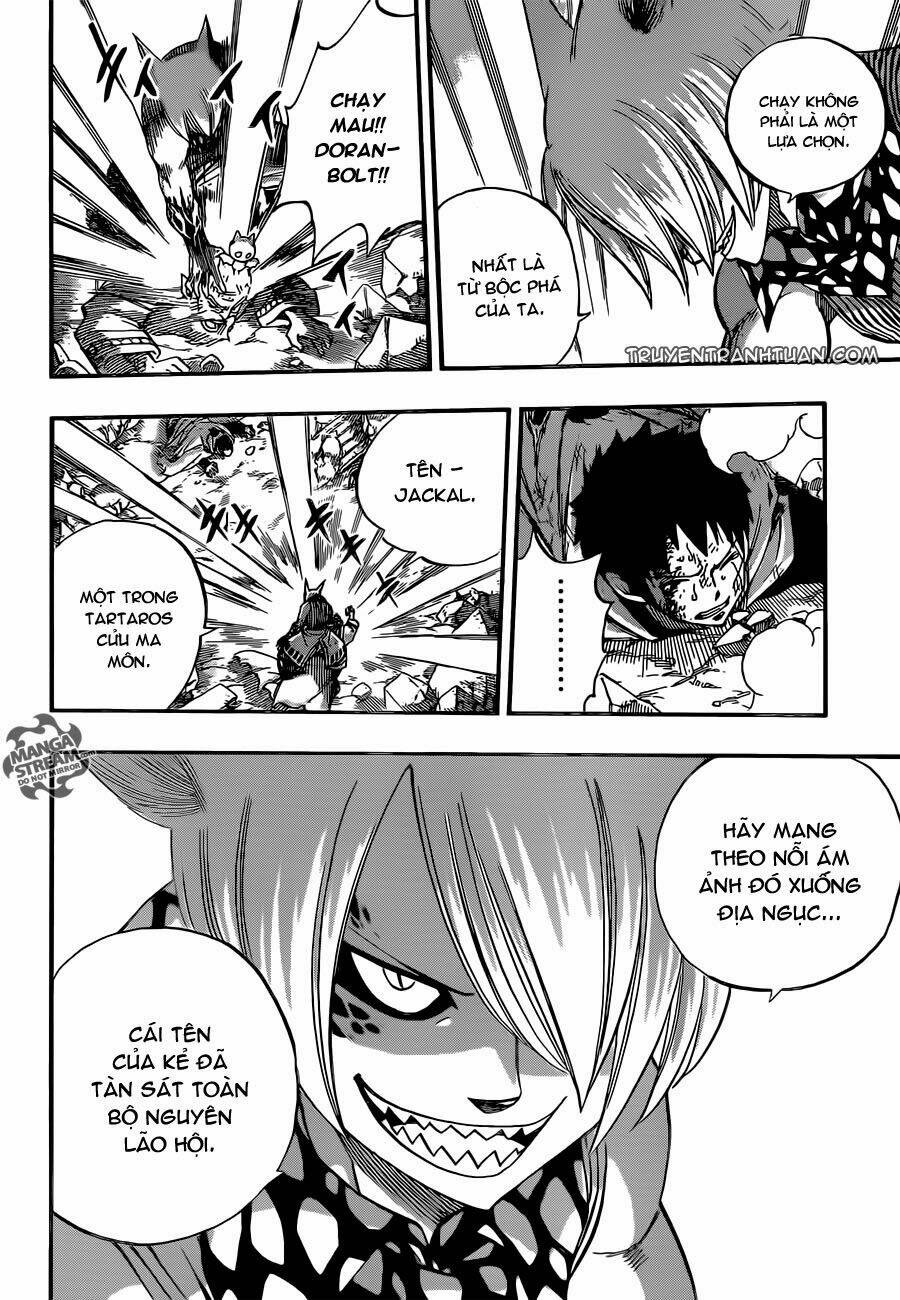 CHẠY
MAU!!
DORAN-
BOLT!!
CHẠY KHÔNG
PHẢI LÀ MỘT
LỰA CHỌN.
NHẤT LÀ
TỪ BỘC PHÁ
CỦA TA.
TRUYENTRANHTUAN.COM
TÊN -
JACKAL.
MỘT TRONG
TARTAROS
CỬU MA
MÔN.
.........
MANGA
STREAM.com
DO NOT MIRROR
HÃY MANG
THEO NỖI ÁM
ẢNH ĐÓ XUỐNG
ĐỊA NGỤC...
CÁI TÊN
CỦA KẺ ĐÃ
TÀN SÁT TOÀN
BỘ NGUYÊN
LÃO HỘI.